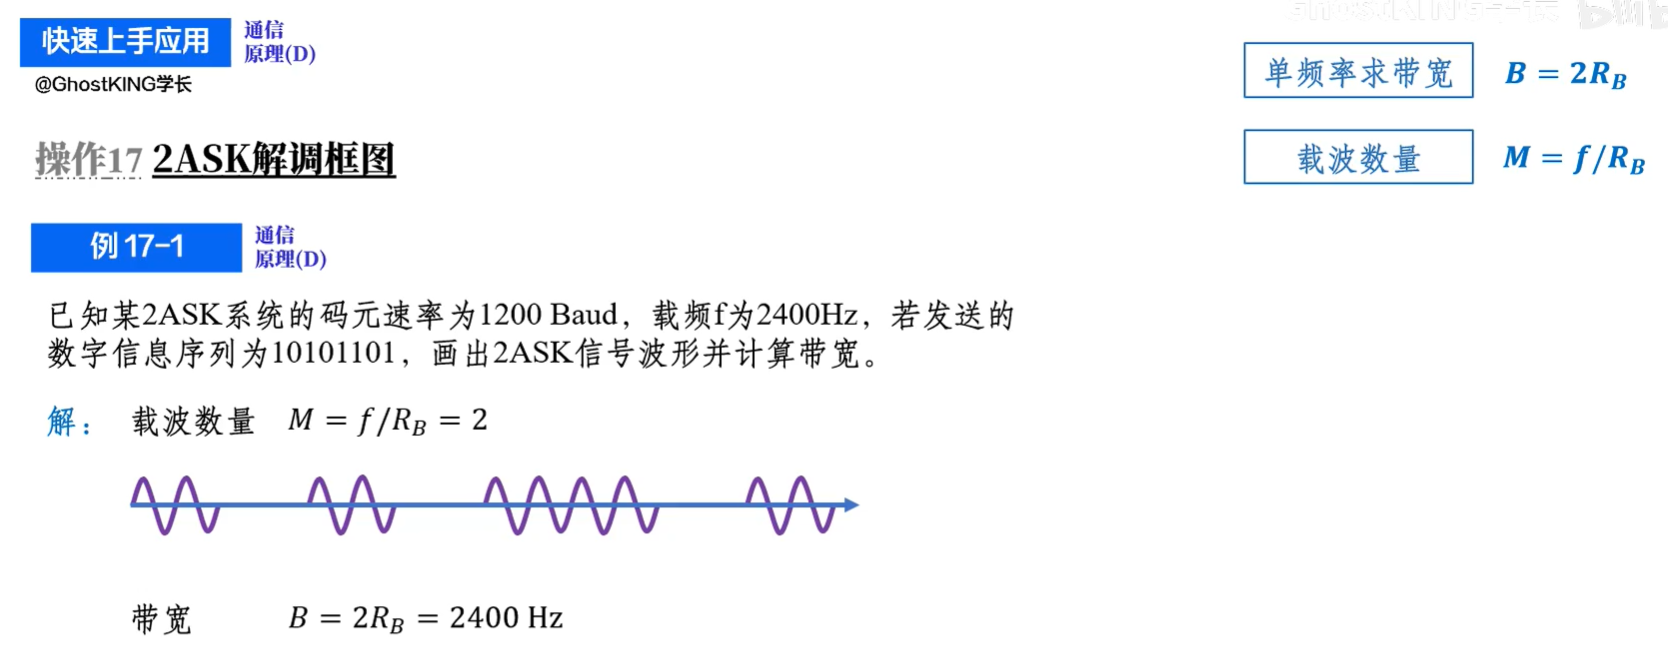 快速上手应用
通信
原理(D)
@GhostKING学长
单频率求带宽 B = 2R_B
载波数量 M = f/R_B
操作17 2ASK解调框图
例 17-1
通信
原理(D)
已知某2ASK系统的码元速率为1200 Baud，载频f为2400Hz，若发送的
数字信息序列为10101101，画出2ASK信号波形并计算带宽。
解： 载波数量 M = f/R_B = 2
带宽 B = 2R_B = 2400 Hz